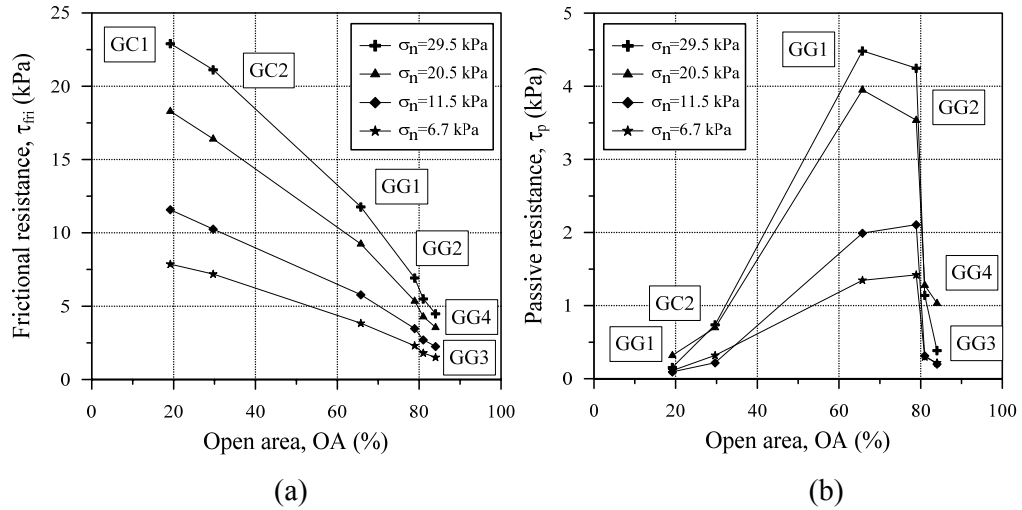 Frictional resistance, τfri (kPa)
25
20
15
10
5
0
GC1
GC2
GG1
GG2
GG4
GG3
σn=29.5 kPa
σn=20.5 kPa
σn=11.5 kPa
σn=6.7 kPa
0 20 40 60 80 100
Open area, OA (%)
(a)
Passive resistance, τp (kPa)
5
4
3
2
1
0
σn=29.5 kPa
σn=20.5 kPa
σn=11.5 kPa
σn=6.7 kPa
GG1
GG2
GG4
GC2
GG1
GG3
0 20 40 60 80 100
Open area, OA (%)
(b)